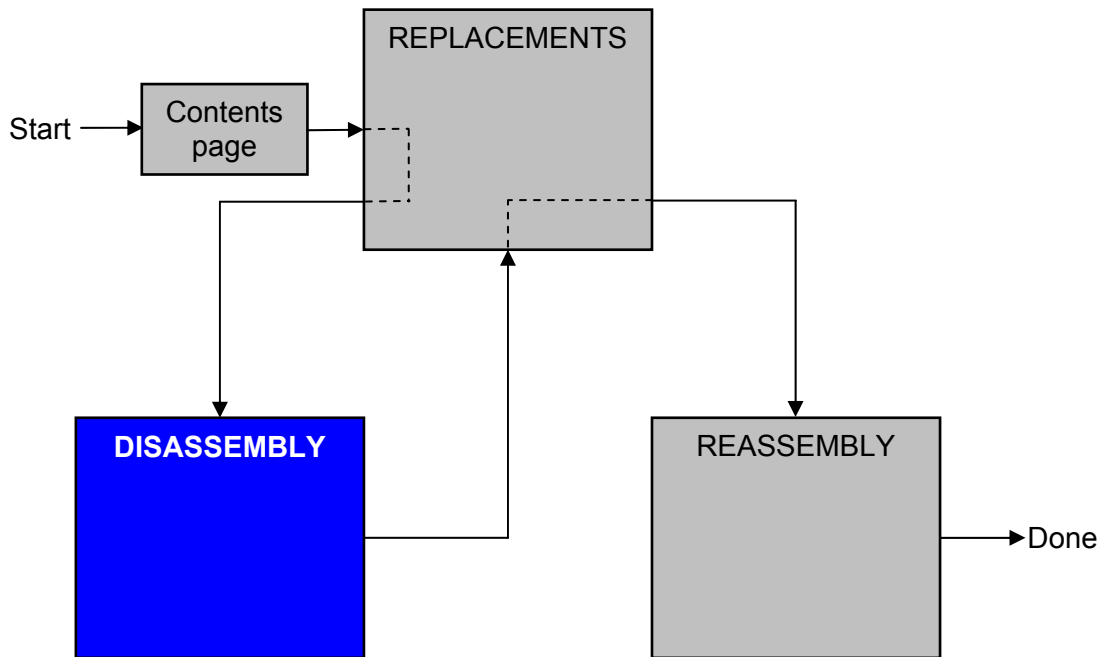 REPLACEMENTS
Start
Contents
page
DISASSEMBLY
REASSEMBLY
Done